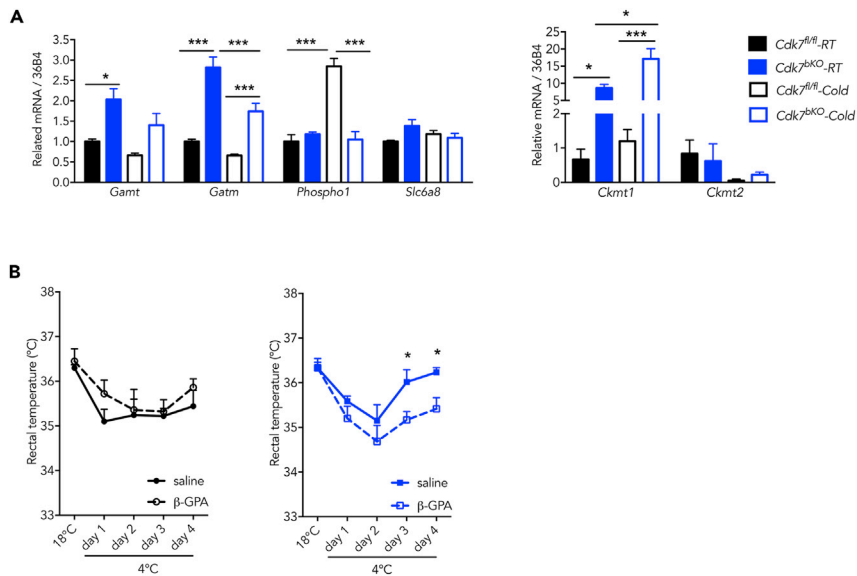 A
Related mRNA / 36B4
3.5
3.0
2.5
2.0
1.5
1.0
0.5
0.0
*
***
***
***
***
***
Gamt
Gatm
Phospho1
Slc6a8
Relative mRNA / 36B4
25
20
15
10
5
2
1
0
*
*
***
Ckmt1
Ckmt2
Cdk7fl/fl-RT
Cdk7bKO-RT
Cdk7fl/fl-Cold
Cdk7bKO-Cold
B
Rectal temperature (°C)
38
37
36
35
34
33
saline
β-GPA
18°C
day 1
day 2
day 3
day 4
4°C
Rectal temperature (°C)
38
37
36
35
34
33
*
*
saline
β-GPA
18°C
day 1
day 2
day 3
day 4
4°C